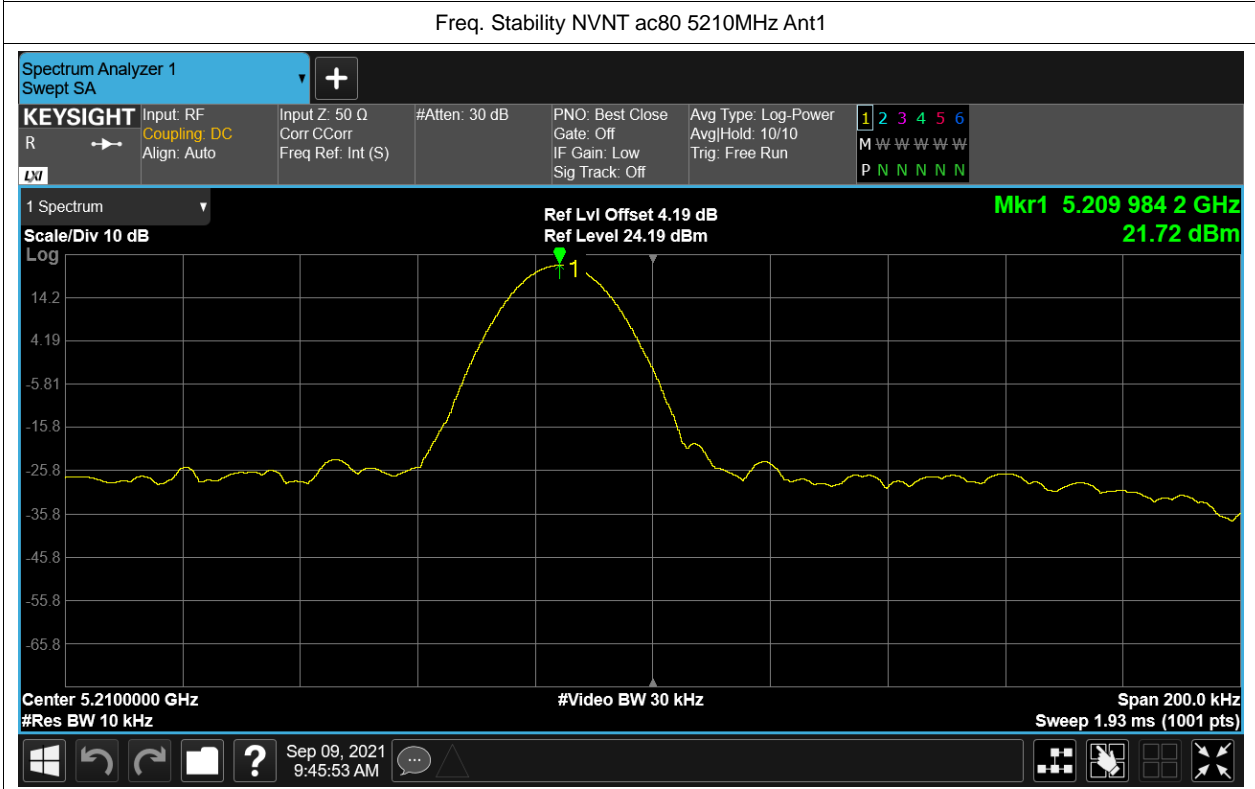 Freq. Stability NVNT ac80 5210MHz Ant1
Spectrum Analyzer 1
Swept SA
KEYSIGHT
R
LXI
Input: RF
Coupling: DC
Align: Auto
Input Z: 50 Ω
Corr CCorr
Freq Ref: Int (S)
#Atten: 30 dB
PNO: Best Close
Gate: Off
IF Gain: Low
Sig Track: Off
Avg Type: Log-Power
Avg|Hold: 10/10
Trig: Free Run
1 2 3 4 5 6
M W W W W W W
P N N N N N N
1 Spectrum
Scale/Div 10 dB
Ref Lvl Offset 4.19 dB
Ref Level 24.19 dBm
Mkr1 5.209 984 2 GHz
21.72 dBm
Log
1
14.2
4.19
-5.81
-15.8
-25.8
-35.8
-45.8
-55.8
-65.8
Center 5.2100000 GHz
#Video BW 30 kHz
Span 200.0 kHz
#Res BW 10 kHz
Sweep 1.93 ms (1001 pts)
?
Sep 09, 2021
9:45:53 AM